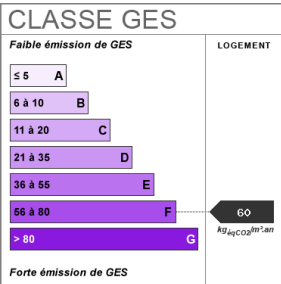 CLASSE GES
Faible émission de GES
LOGEMENT
≤ 5 A
6 à 10 B
11 à 20 C
21 à 35 D
36 à 55 E
56 à 80 F
60
> 80 G
kgéqCO2/m².an
Forte émission de GES